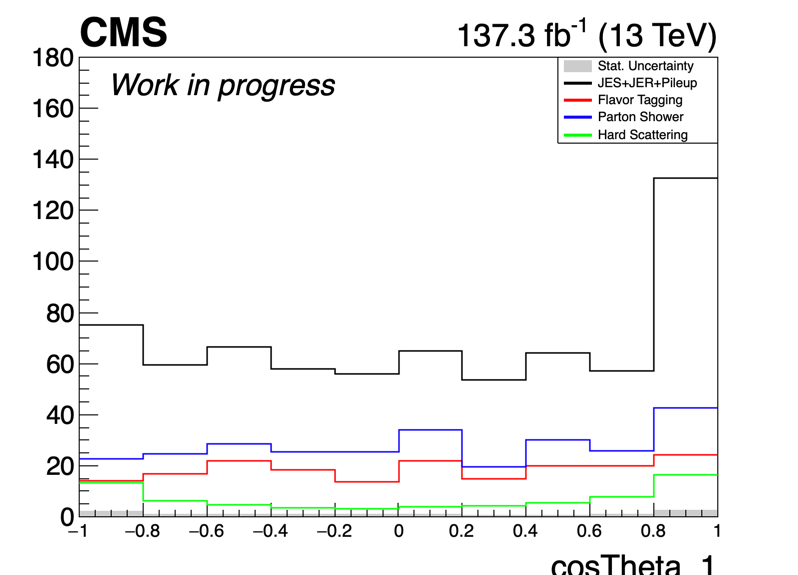 CMS 137.3 fb-1 (13 TeV)
Work in progress
Stat. Uncertainty
JES+JER+Pileup
Flavor Tagging
Parton Shower
Hard Scattering
180
160
140
120
100
80
60
40
20
0
−1 −0.8 −0.6 −0.4 −0.2 0 0.2 0.4 0.6 0.8 1
cosTheta_1